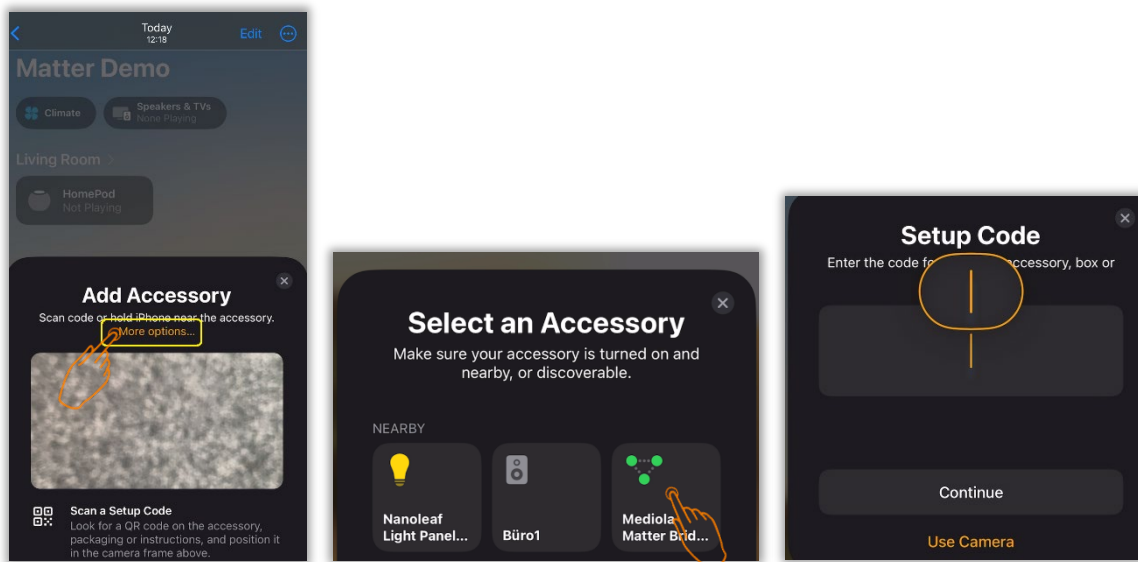 Today
12:18
Edit
Matter Demo
Climate
Speakers & TVs
None Playing
Living Room
HomePod
Not Playing
Add Accessory
Scan code or hold iPhone near the accessory.
More options...
Scan a Setup Code
Look for a QR code on the accessory,
packaging or instructions, and position it
in the camera frame above.
Select an Accessory
Make sure your accessory is turned on and
nearby, or discoverable.
NEARBY
Nanoleaf
Light Panel...
Büro1
Mediola
Matter Brid...
Setup Code
Enter the code accessory, box or
Continue
Use Camera